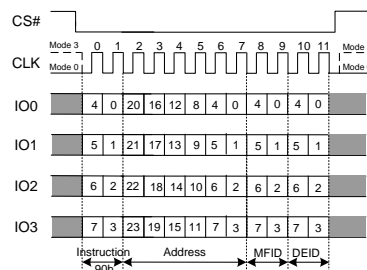 CS#
Mode 3 0 1 2 3 4 5 6 7 8 9 10 11 Mode
CLK
Mode 0
IO0 4 0 20 16 12 8 4 0 4 0 4 0
IO1 5 1 21 17 13 9 5 1 5 1 5 1
IO2 6 2 22 18 14 10 6 2 6 2 6 2
IO3 7 3 23 19 15 11 7 3 7 3 7 3
Instruction Address MFID DEID
90h